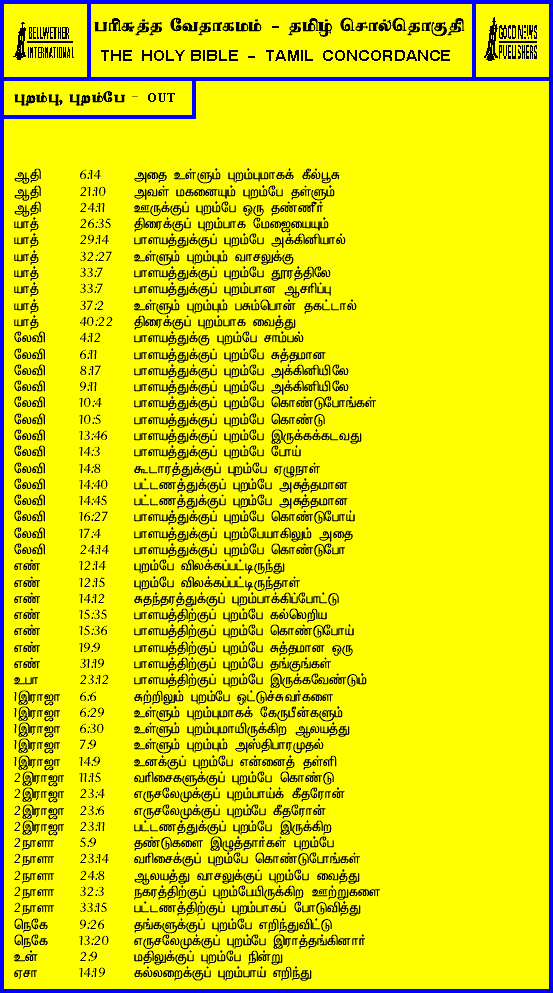 BELLWETHER
INTERNATIONAL
பரிசுத்த வேதாகமம் - தமிழ் சொல்தொகுதி
THE HOLY BIBLE - TAMIL CONCORDANCE
GOOD NEWS
PUBLISHERS
புறம்பு, புறம்பே - OUT
ஆதி 6:14 அதை உள்ளும் புறம்புமாகக் கீல்பூசு
ஆதி 21:10 அவள் மகனையும் புறம்பே தள்ளும்
ஆதி 24:11 ஊருக்குப் புறம்பே ஒரு தண்ணீர்
யாத் 26:35 திரைக்குப் புறம்பாக மேஜையையும்
யாத் 29:14 பாளயத்துக்குப் புறம்பே அக்கினியால்
யாத் 32:27 உள்ளும் புறம்பும் வாசலுக்கு
யாத் 33:7 பாளயத்துக்குப் புறம்பே தூரத்திலே
யாத் 33:7 பாளயத்துக்குப் புறம்பான ஆசரிப்பு
யாத் 37:2 உள்ளும் புறம்பும் பசும்பொன் தகட்டால்
யாத் 40:22 திரைக்குப் புறம்பாக வைத்து
லேவி 4:12 பாளயத்துக்கு புறம்பே சாம்பல்
லேவி 6:11 பாளயத்துக்குப் புறம்பே சுத்தமான
லேவி 8:17 பாளயத்துக்குப் புறம்பே அக்கினியிலே
லேவி 9:11 பாளயத்துக்குப் புறம்பே அக்கினியிலே
லேவி 10:4 பாளயத்துக்குப் புறம்பே கொண்டுபோங்கள்
லேவி 10:5 பாளயத்துக்குப் புறம்பே கொண்டு
லேவி 13:46 பாளயத்துக்குப் புறம்பே இருக்கக்கடவது
லேவி 14:3 பாளயத்துக்குப் புறம்பே போய்
லேவி 14:8 கூடாரத்துக்குப் புறம்பே ஏழுநாள்
லேவி 14:40 பட்டணத்துக்குப் புறம்பே அசுத்தமான
லேவி 14:45 பட்டணத்துக்குப் புறம்பே அசுத்தமான
லேவி 16:27 பாளயத்துக்குப் புறம்பே கொண்டுபோய்
லேவி 17:4 பாளயத்துக்குப் புறம்பேயாகிலும் அதை
லேவி 24:14 பாளயத்துக்குப் புறம்பே கொண்டுபோ
எண் 12:14 புறம்பே விலக்கப்பட்டிருந்து
எண் 12:15 புறம்பே விலக்கப்பட்டிருந்தாள்
எண் 14:12 சுதந்தரத்துக்குப் புறம்பாக்கிப்போட்டு
எண் 15:35 பாளயத்திற்குப் புறம்பே கல்லெறிய
எண் 15:36 பாளயத்திற்குப் புறம்பே கொண்டுபோய்
எண் 19:9 பாளயத்திற்குப் புறம்பே சுத்தமான ஒரு
எண் 31:19 பாளயத்திற்குப் புறம்பே தங்குங்கள்
உபா 23:12 பாளயத்திற்குப் புறம்பே இருக்கவேண்டும்
1இராஜா 6:6 சுற்றிலும் புறம்பே ஒட்டுச்சுவர்களை
1இராஜா 6:29 உள்ளும் புறம்புமாகக் கேருபீன்களும்
1இராஜா 6:30 உள்ளும் புறம்புமாயிருக்கிற ஆலயத்து
1இராஜா 7:9 உள்ளும் புறம்பும் அஸ்திபாரமுதல்
1இராஜா 14:9 உனக்குப் புறம்பே என்னைத் தள்ளி
2இராஜா 11:15 வரிசைகளுக்குப் புறம்பே கொண்டு
2இராஜா 23:4 எருசலேமுக்குப் புறம்பாய்க் கீதரோன்
2இராஜா 23:6 எருசலேமுக்குப் புறம்பே கீதரோன்
2இராஜா 23:11 பட்டணத்துக்குப் புறம்பே இருக்கிற
2நாளா 5:9 தண்டுகளை இழுத்தார்கள் புறம்பே
2நாளா 23:14 வரிசைக்குப் புறம்பே கொண்டுபோங்கள்
2நாளா 24:8 ஆலயத்து வாசலுக்குப் புறம்பே வைத்து
2நாளா 32:3 நகரத்திற்குப் புறம்பேயிருக்கிற ஊற்றுகளை
2நாளா 33:15 பட்டணத்திற்குப் புறம்பாகப் போடுவித்து
நெகே 9:26 தங்களுக்குப் புறம்பே எறிந்துவிட்டு
நெகே 13:20 எருசலேமுக்குப் புறம்பே இராத்தங்கினார்
உன் 2:9 மதிலுக்குப் புறம்பே நின்று
ஏசா 14:19 கல்லறைக்குப் புறம்பாய் எறிந்து